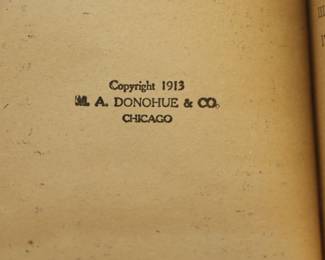 Copyright 1913
M. A. DONOHUE & CO.
CHICAGO